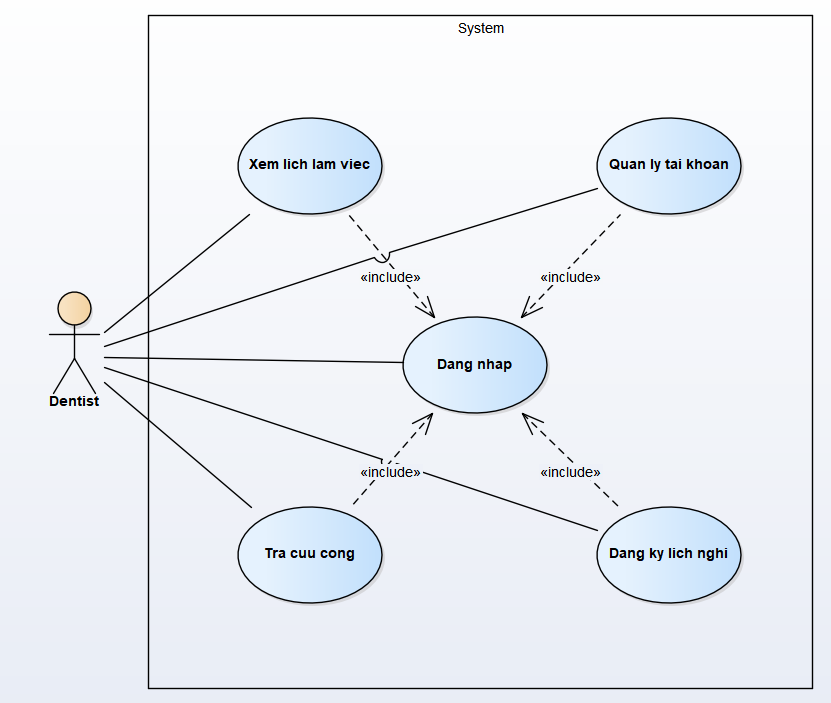 System
Xem lich lam viec
Quan ly tai khoan
«include»
«include»
Dang nhap
Dentist
«include»
«include»
Tra cuu cong
Dang ky lich nghi